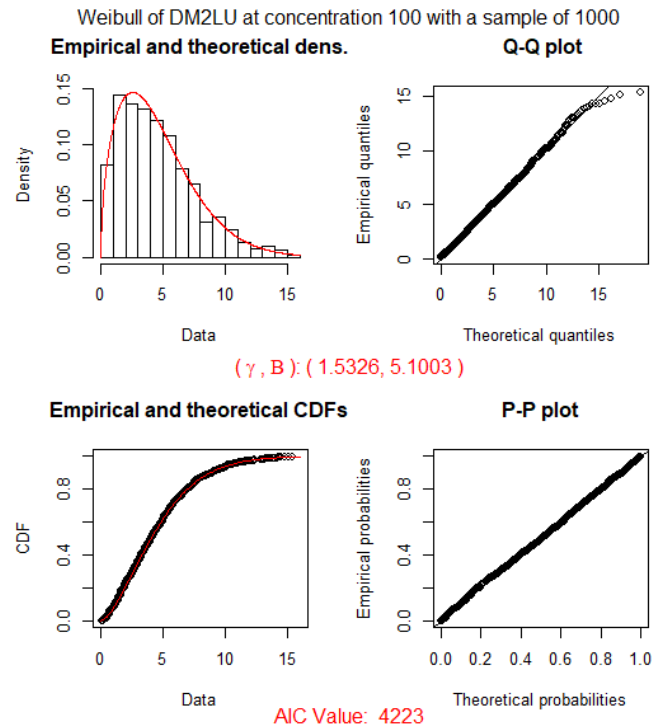 Weibull of DM2LU at concentration 100 with a sample of 1000
Empirical and theoretical dens.
Density
0.00
0.05
0.10
0.15
0
5
10
15
Data
Q-Q plot
Empirical quantiles
0
5
10
15
0
5
10
15
Theoretical quantiles
( γ , B ): ( 1.5326, 5.1003 )
Empirical and theoretical CDFs
CDF
0.0
0.4
0.8
0
5
10
15
Data
P-P plot
Empirical probabilities
0.0
0.4
0.8
0.0
0.2
0.4
0.6
0.8
1.0
Theoretical probabilities
AIC Value: 4223